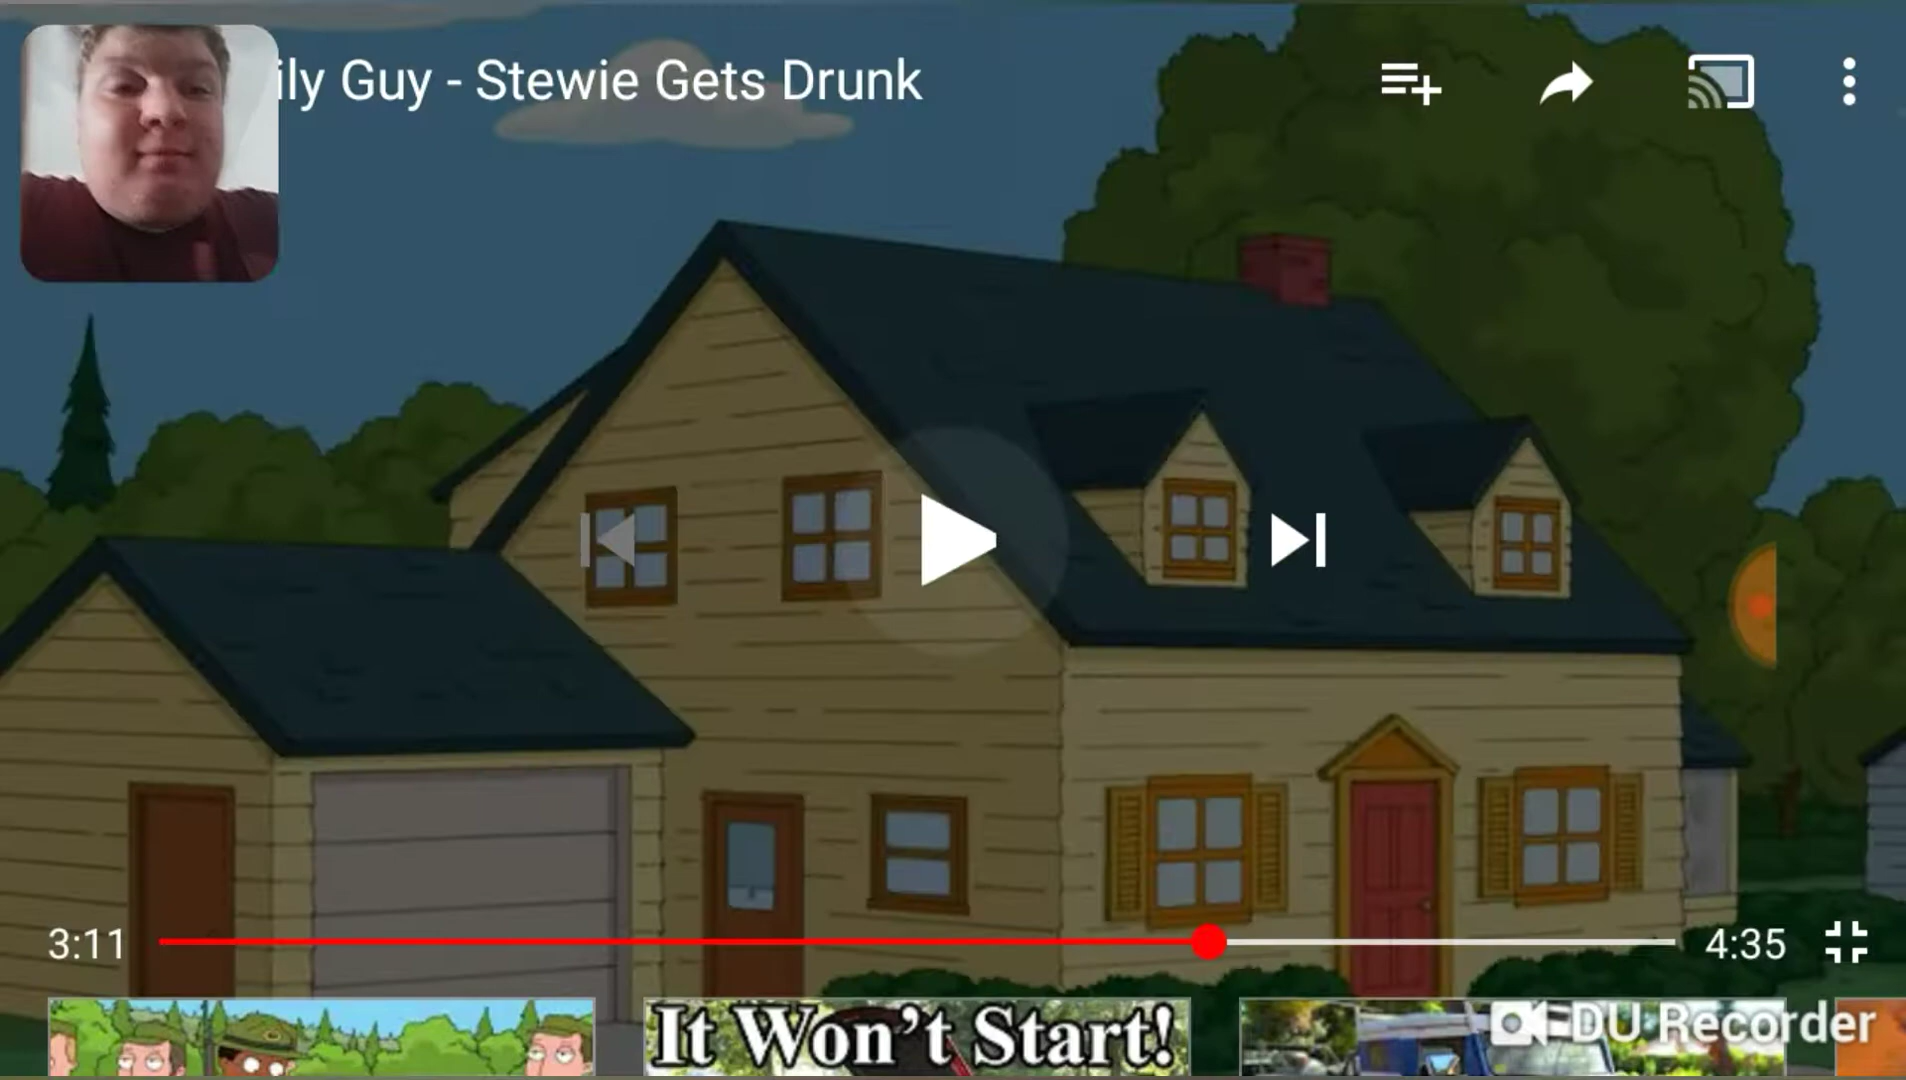 ily Guy - Stewie Gets Drunk
3:11
4:35
It Won't Start!
DU Recorder